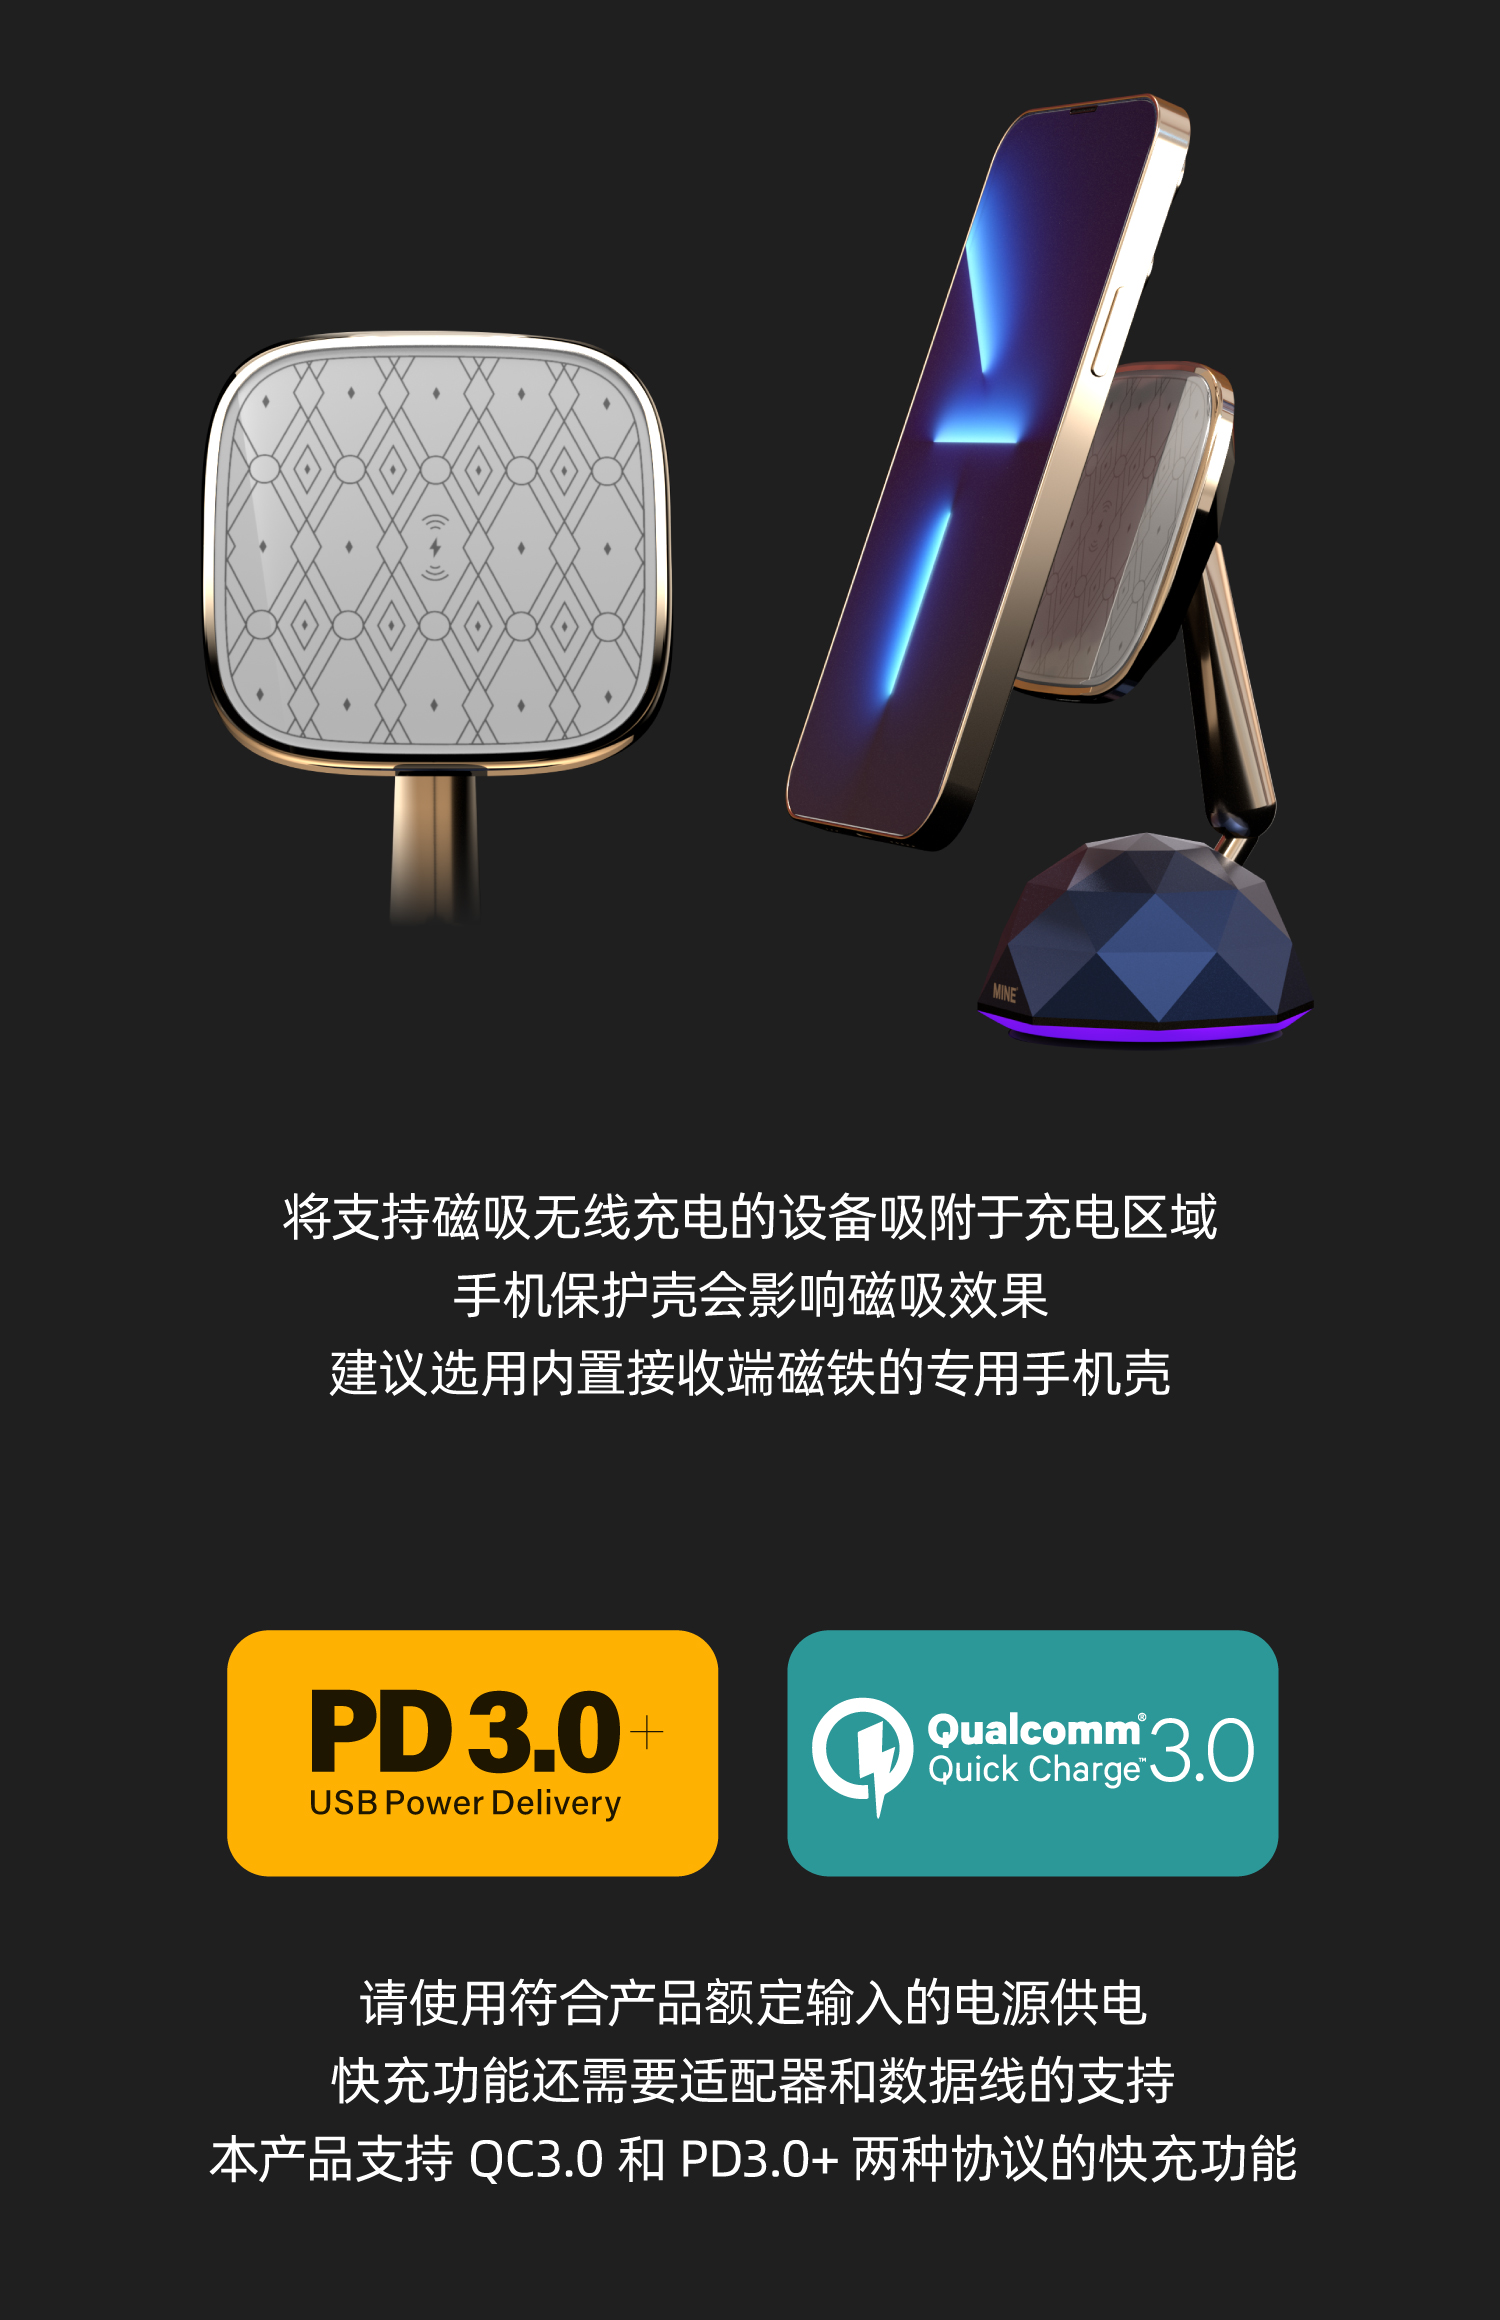 MINE
将支持磁吸无线充电的设备吸附于充电区域
手机保护壳会影响磁吸效果
建议选用内置接收端磁铁的专用手机壳
PD 3.0+
USB Power Delivery
Qualcomm®
Quick Charge™ 3.0
请使用符合产品额定输入的电源供电
快充功能还需要适配器和数据线的支持
本产品支持 QC3.0 和 PD3.0+ 两种协议的快充功能